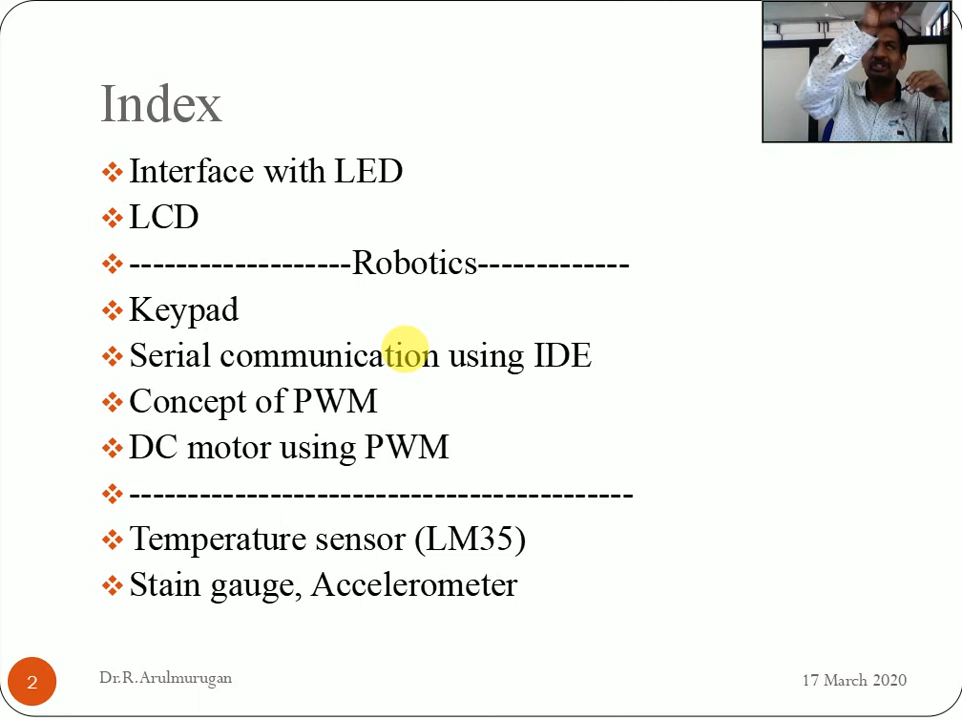 Index
Interface with LED
LCD
-------------------Robotics-------------
Keypad
Serial communication using IDE
Concept of PWM
DC motor using PWM
-------------------------------------------
Temperature sensor (LM35)
Stain gauge, Accelerometer
2
Dr.R.Arulmurugan
17 March 2020